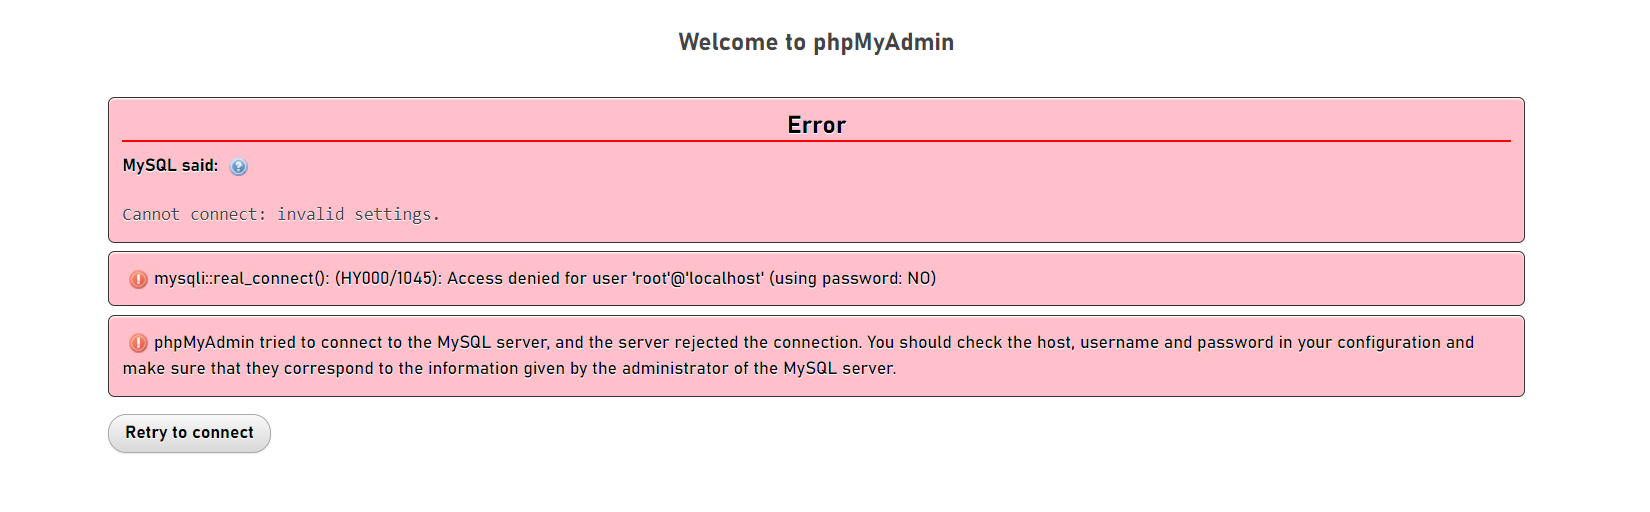 Welcome to phpMyAdmin
Error
MySQL said:
Cannot connect: invalid settings.
mysqli::real_connect(): (HY000/1045): Access denied for user 'root'@'localhost' (using password: NO)
phpMyAdmin tried to connect to the MySQL server, and the server rejected the connection. You should check the host, username and password in your configuration and
make sure that they correspond to the information given by the administrator of the MySQL server.
Retry to connect